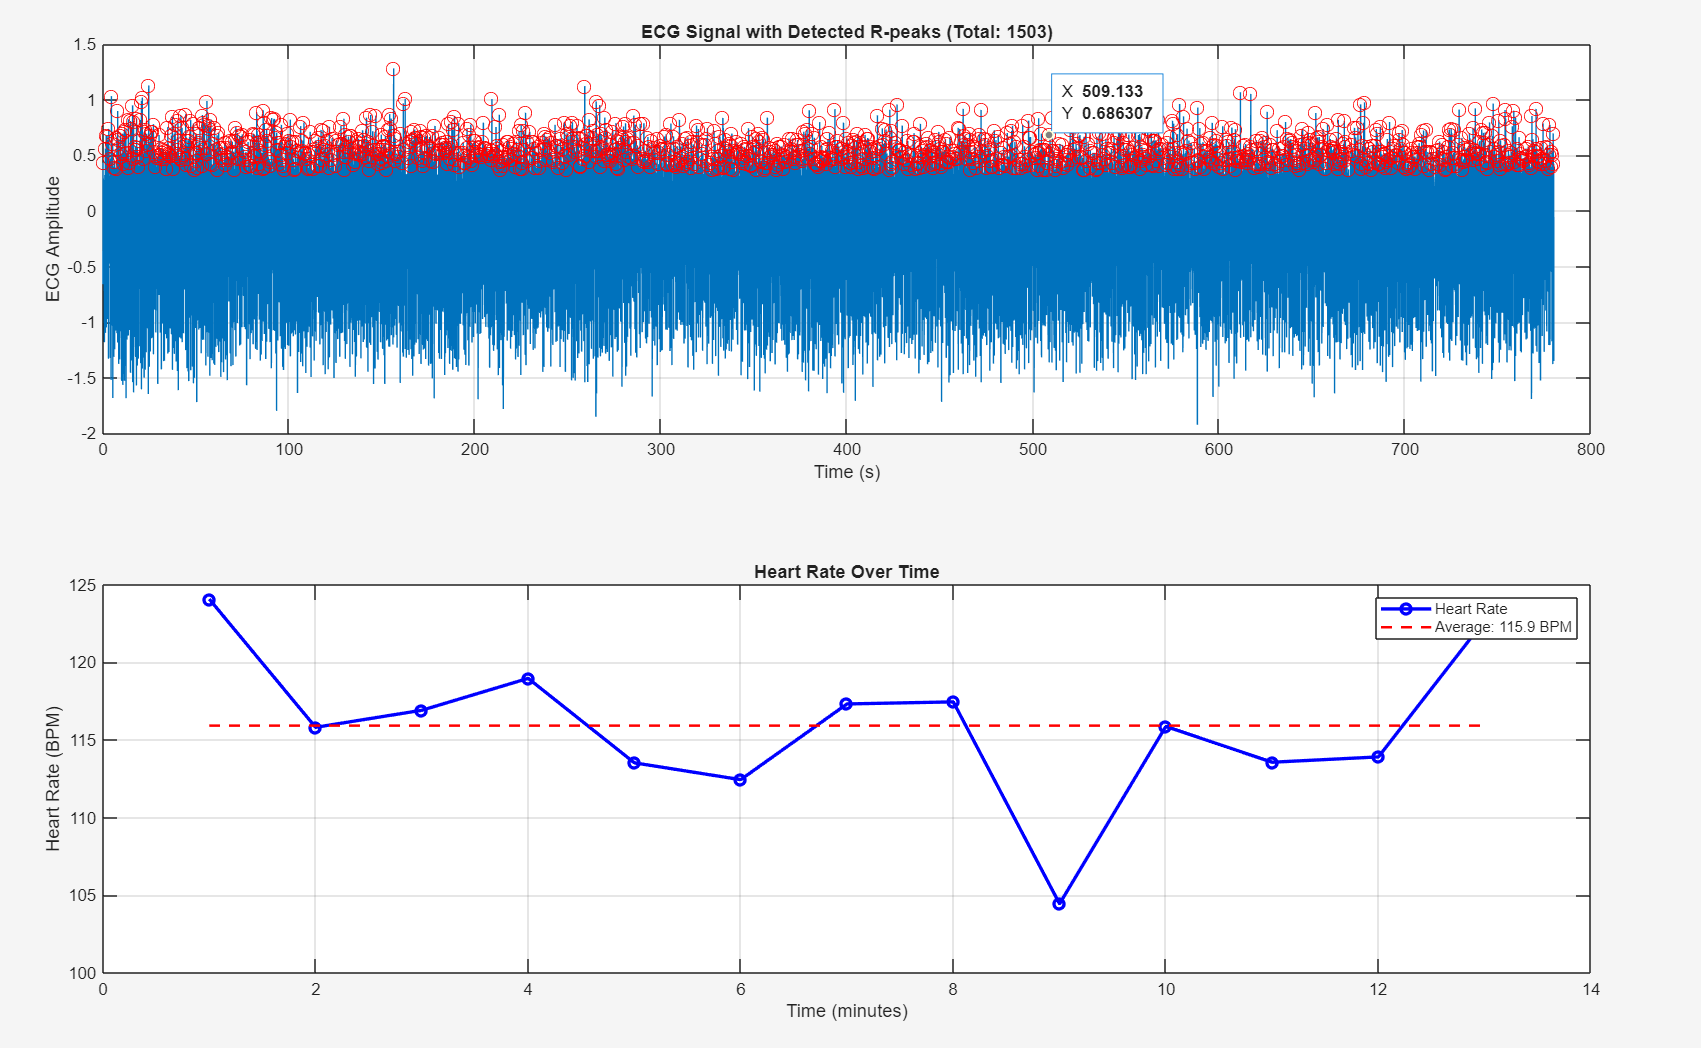 ECG Signal with Detected R-peaks (Total: 1503)
1.5
1
0.5
0
-0.5
-1
-1.5
-2
ECG Amplitude
X 509.133
Y 0.686307
0 100 200 300 400 500 600 700 800
Time (s)
Heart Rate Over Time
125
120
115
110
105
100
Heart Rate (BPM)
Heart Rate
Average: 115.9 BPM
0 2 4 6 8 10 12 14
Time (minutes)